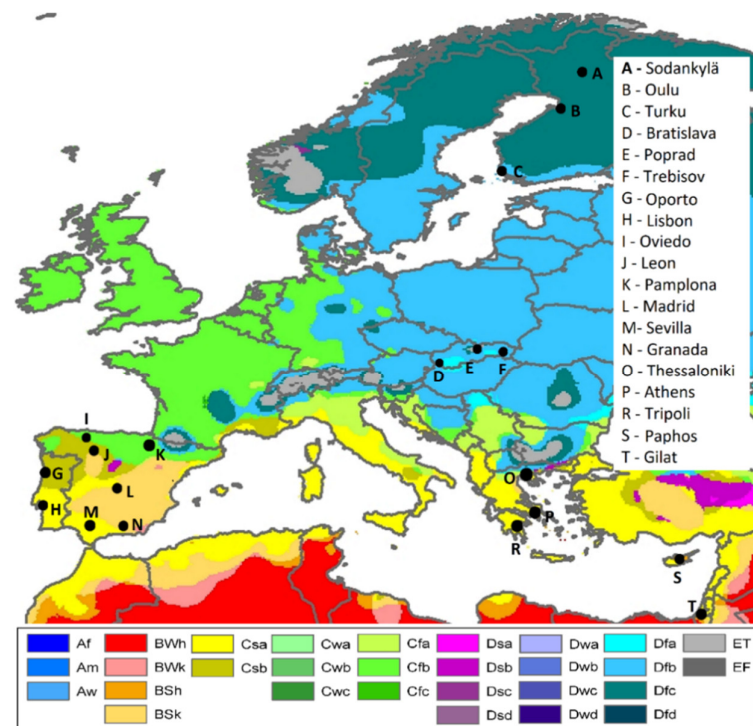 A - Sodankylä
B - Oulu
C - Turku
D - Bratislava
E - Poprad
F - Trebisov
G - Oporto
H - Lisbon
I - Oviedo
J - Leon
K - Pamplona
L - Madrid
M- Sevilla
N - Granada
O - Thessaloniki
P - Athens
R - Tripoli
S - Paphos
T - Gilat
A
B
C
D
E
F
I
J
K
G
L
H
M
N
O
P
R
S
T
Af BWh Csa Cwa Cfa Dsa Dwa Dfa ET
Am BWk Csb Cwb Cfb Dsb Dwb Dfb EF
Aw BSh Cwc Cfc Dsc Dwc Dfc
BSk Dsd Dwd Dfd